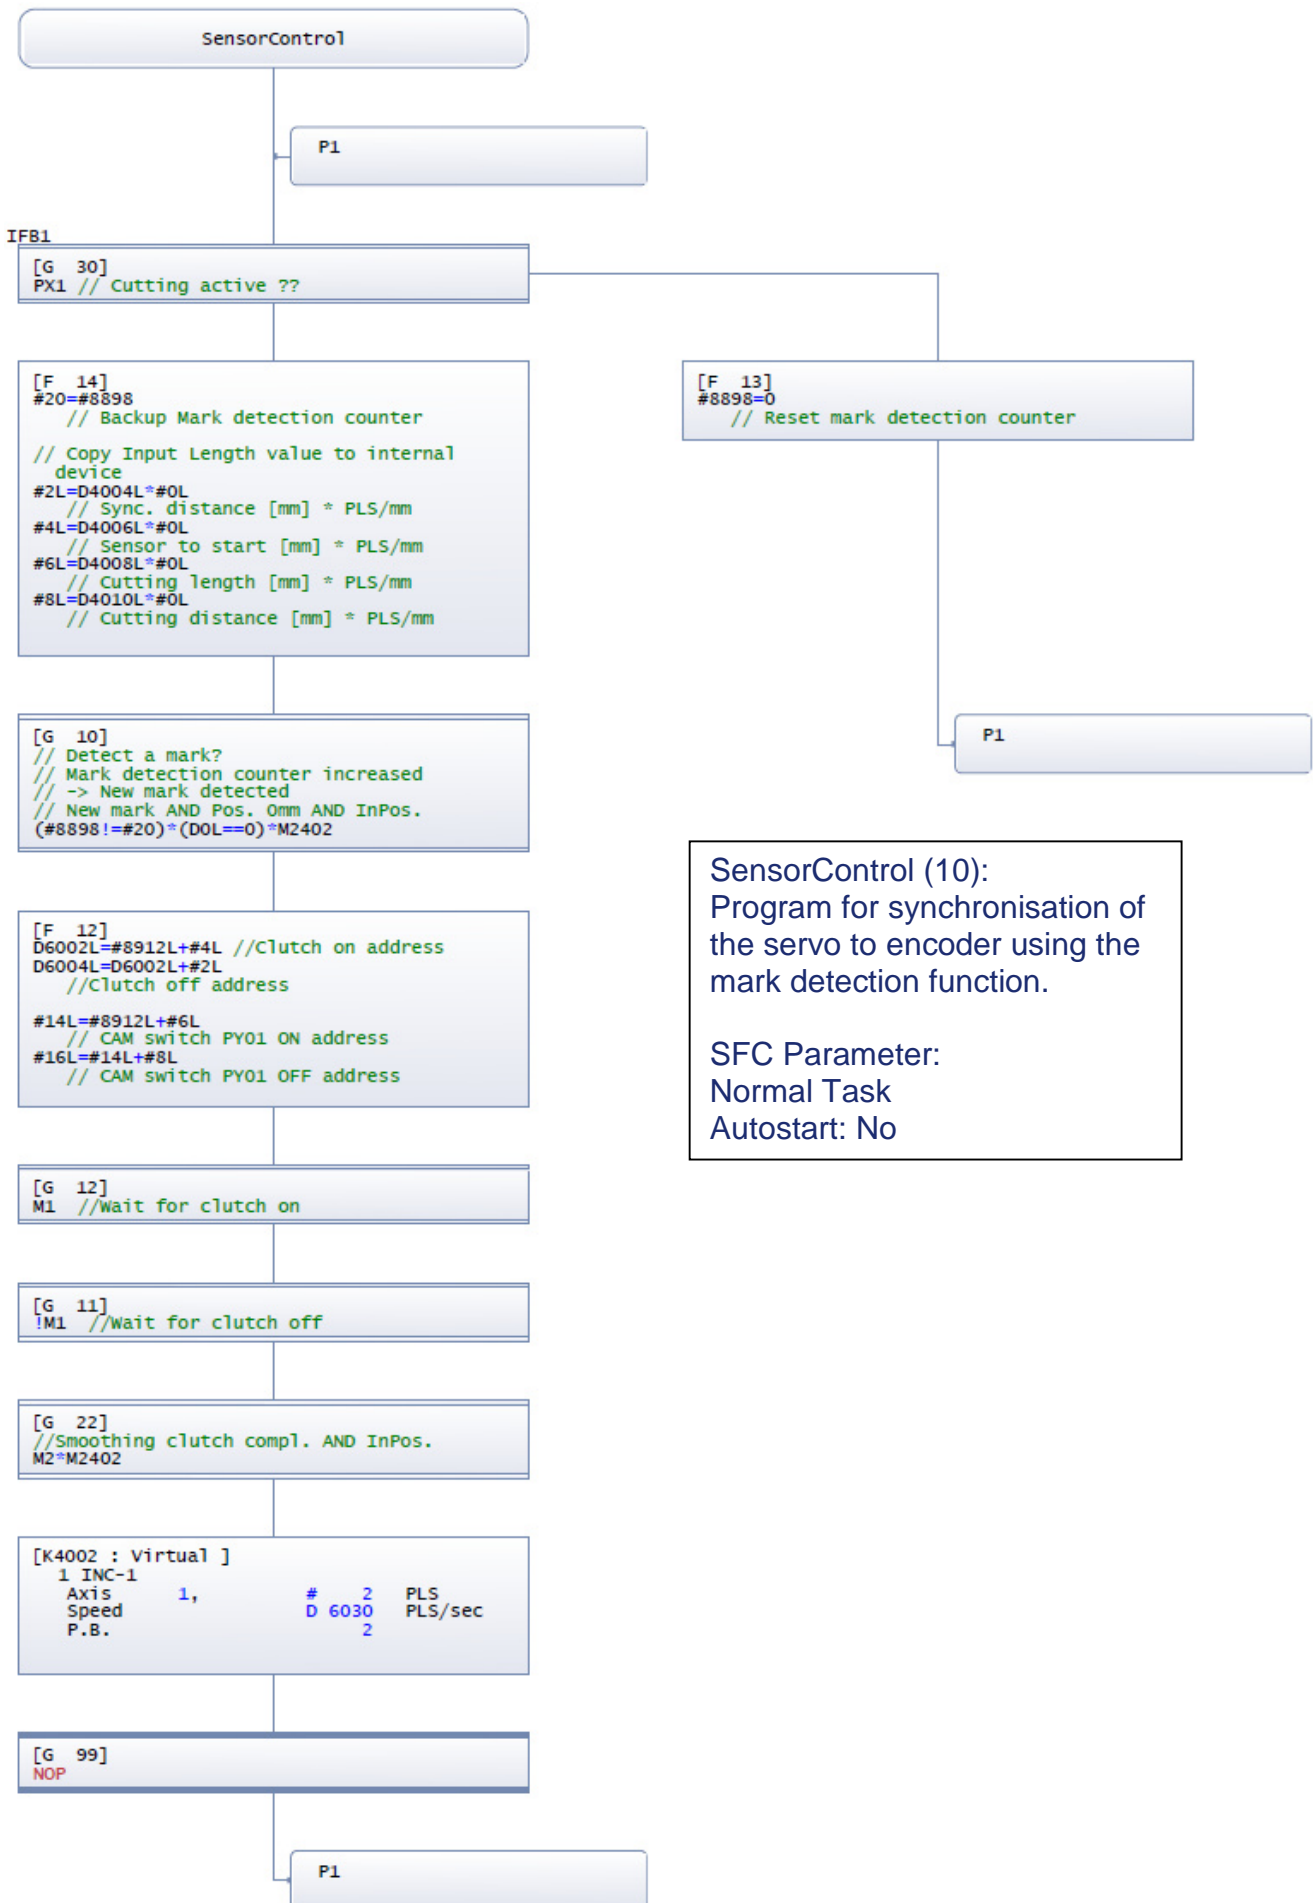 SensorControl
P1
IFB1
[G  30]
PX1 // Cutting active ??
[F  14]
#20=#8898
// Backup Mark detection counter
// Copy Input Length value to internal
device
#2L=D4004L*#0L
// Sync. distance [mm] * PLS/mm
#4L=D4006L*#0L
// Sensor to start [mm] * PLS/mm
#6L=D4008L*#0L
// Cutting length [mm] * PLS/mm
#8L=D4010L*#0L
// Cutting distance [mm] * PLS/mm
[F  13]
#8898=0
// Reset mark detection counter
[G  10]
// Detect a mark?
// Mark detection counter increased
// -> New mark detected
// New mark AND Pos. 0mm AND InPos.
(#8898!=#20)*(D0L==0)*M2402
P1
SensorControl (10):
Program for synchronisation of
the servo to encoder using the
mark detection function.
SFC Parameter:
Normal Task
Autostart: No
[F  12]
D6002L=#8912L+#4L //Clutch on address
D6004L=D6002L+#2L
//Clutch off address
#14L=#8912L+#6L
// CAM switch PY01 ON address
#16L=#14L+#8L
// CAM switch PY01 OFF address
[G  12]
M1  //Wait for clutch on
[G  11]
!M1  //Wait for clutch off
[G  22]
//Smoothing clutch compl. AND InPos.
M2*M2402
[K4002 : Virtual ]
1 INC-1
Axis 1, # 2 PLS
Speed D 6030 PLS/sec
P.B. 2
[G  99]
NOP
P1